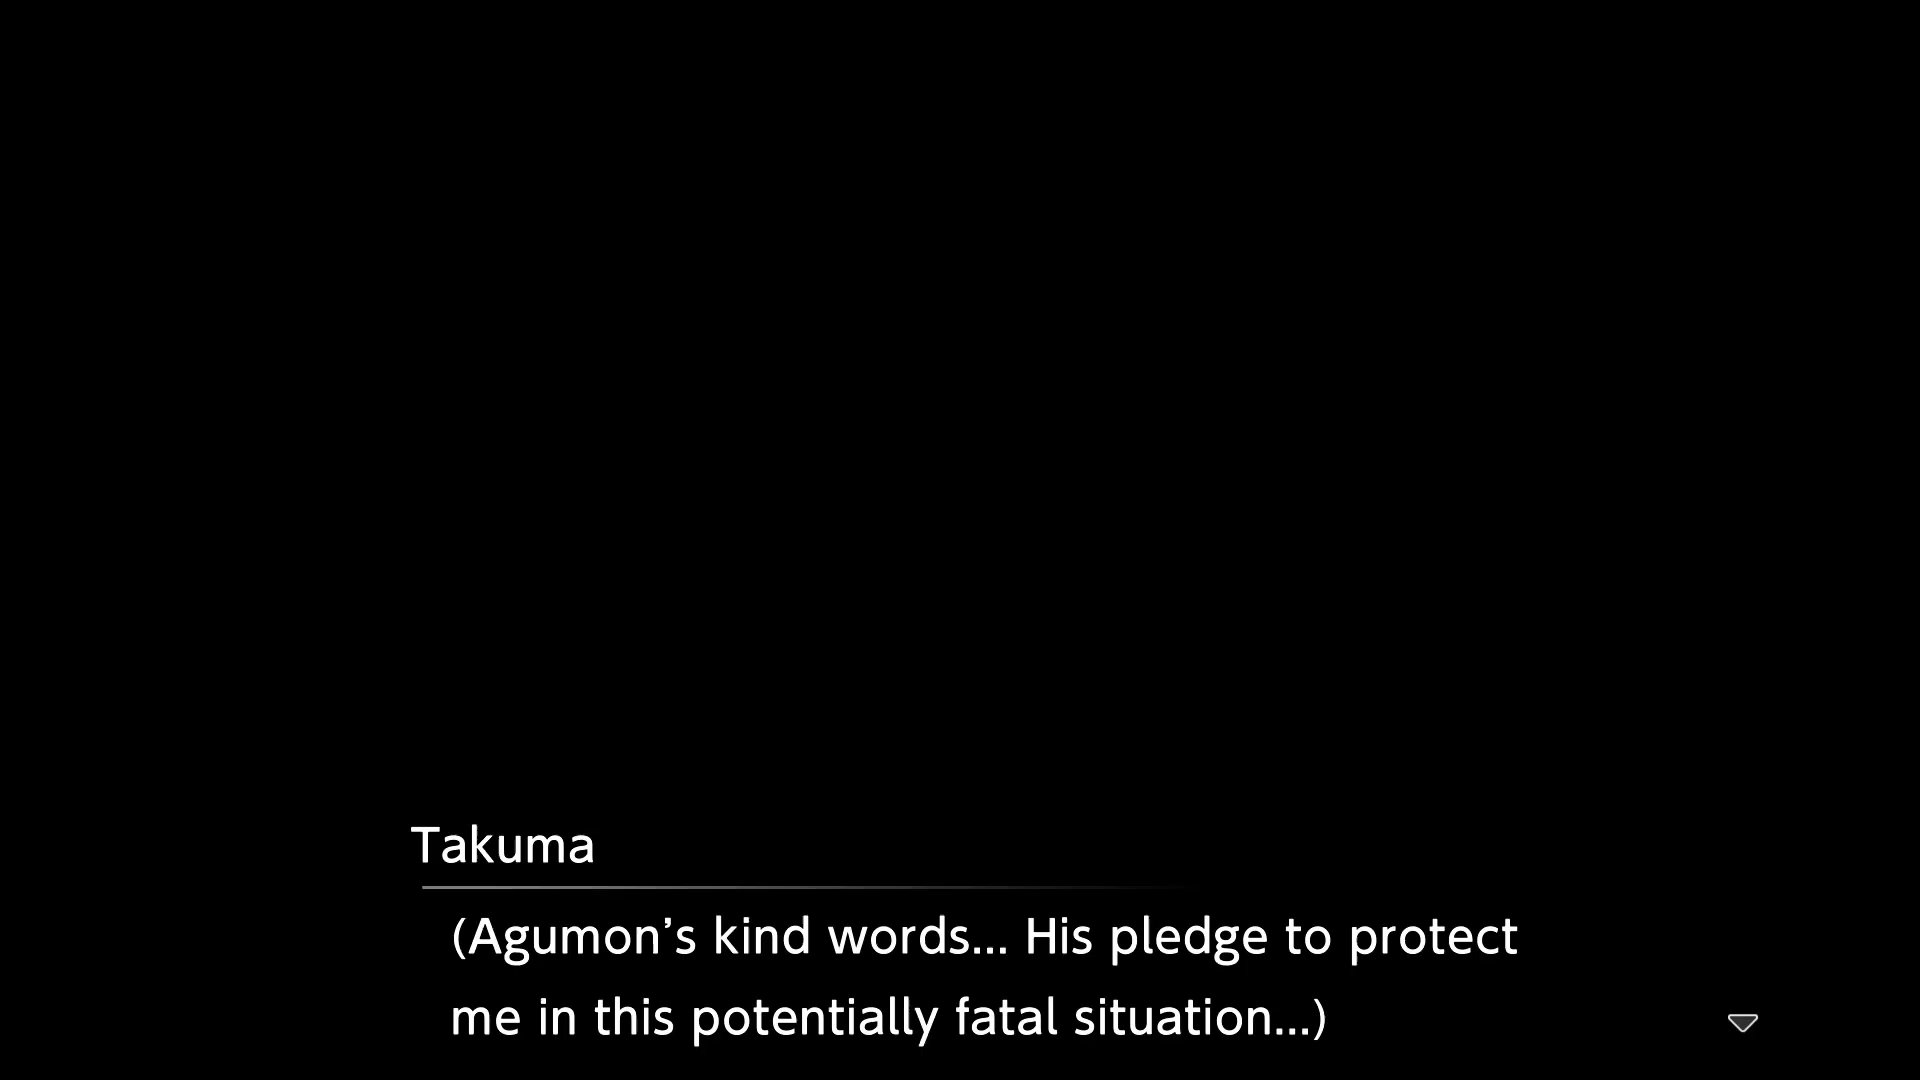 Takuma
(Agumon’s kind words... His pledge to protect
me in this potentially fatal situation...)